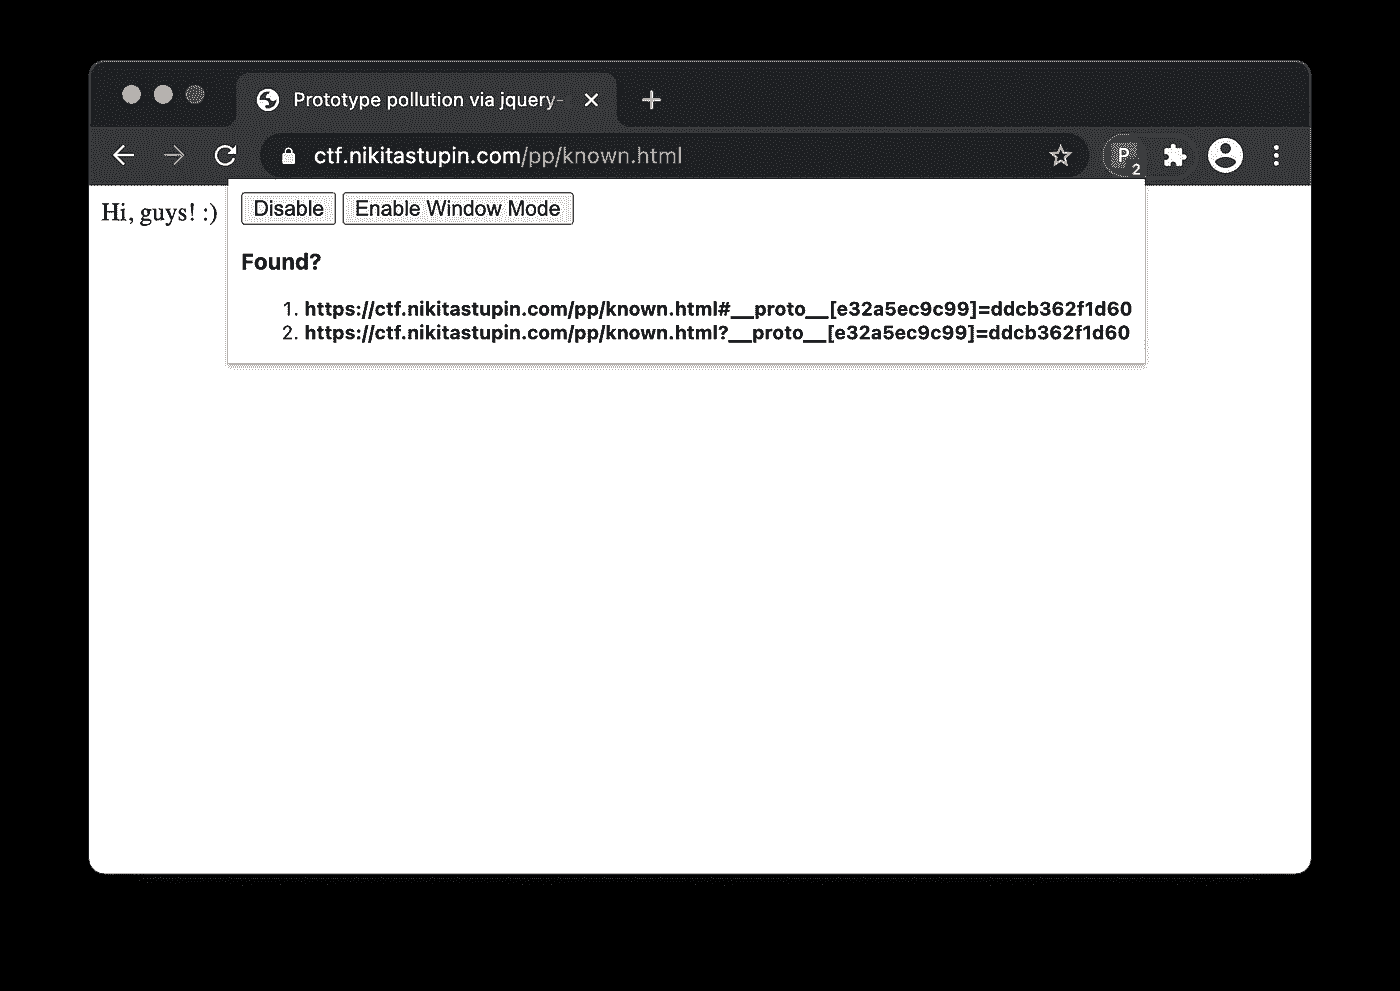 Prototype pollution via jquery-
ctf.nikitastupin.com/pp/known.html
P
2
Hi, guys! :)
Disable Enable Window Mode
Found?
1. https://ctf.nikitastupin.com/pp/known.html#__proto__[e32a5ec9c99]=ddcb362f1d60
2. https://ctf.nikitastupin.com/pp/known.html?__proto__[e32a5ec9c99]=ddcb362f1d60